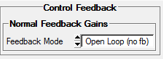 Control Feedback
Normal Feedback Gains
Feedback Mode Open Loop (no fb)